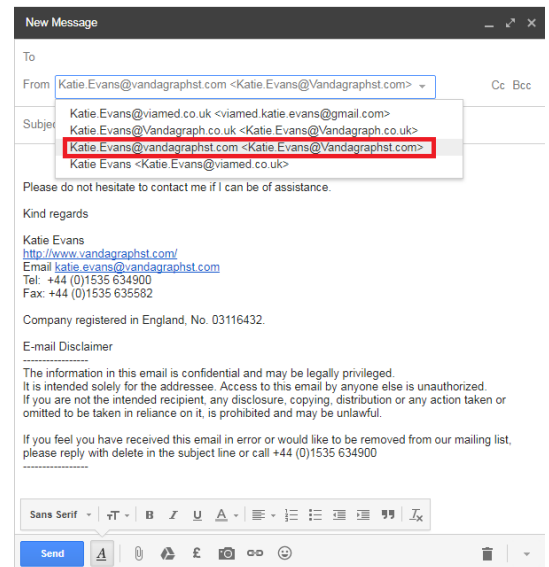 New Message
To
From Katie.Evans@vandagraphst.com <Katie.Evans@Vandagraphst.com> Cc Bcc
Katie.Evans@viamed.co.uk <viamed.katie.evans@gmail.com>
Subjec
Katie.Evans@Vandagraph.co.uk <Katie.Evans@Vandagraph.co.uk>
Katie.Evans@vandagraphst.com <Katie.Evans@Vandagraphst.com>
Katie Evans <Katie.Evans@viamed.co.uk>
Please do not hesitate to contact me if I can be of assistance.
Kind regards
Katie Evans
http://www.vandagraphst.com/
Email katie.evans@vandagraphst.com
Tel: +44 (0)1535 634900
Fax: +44 (0)1535 635582
Company registered in England, No. 03116432.
E-mail Disclaimer
-----------------
The information in this email is confidential and may be legally privileged.
It is intended solely for the addressee. Access to this email by anyone else is unauthorized.
If you are not the intended recipient, any disclosure, copying, distribution or any action taken or
omitted to be taken in reliance on it, is prohibited and may be unlawful.
If you feel you have received this email in error or would like to be removed from our mailing list,
please reply with delete in the subject line or call +44 (0)1535 634900
-----------------
Sans Serif TT B I U A Tx
Send A £